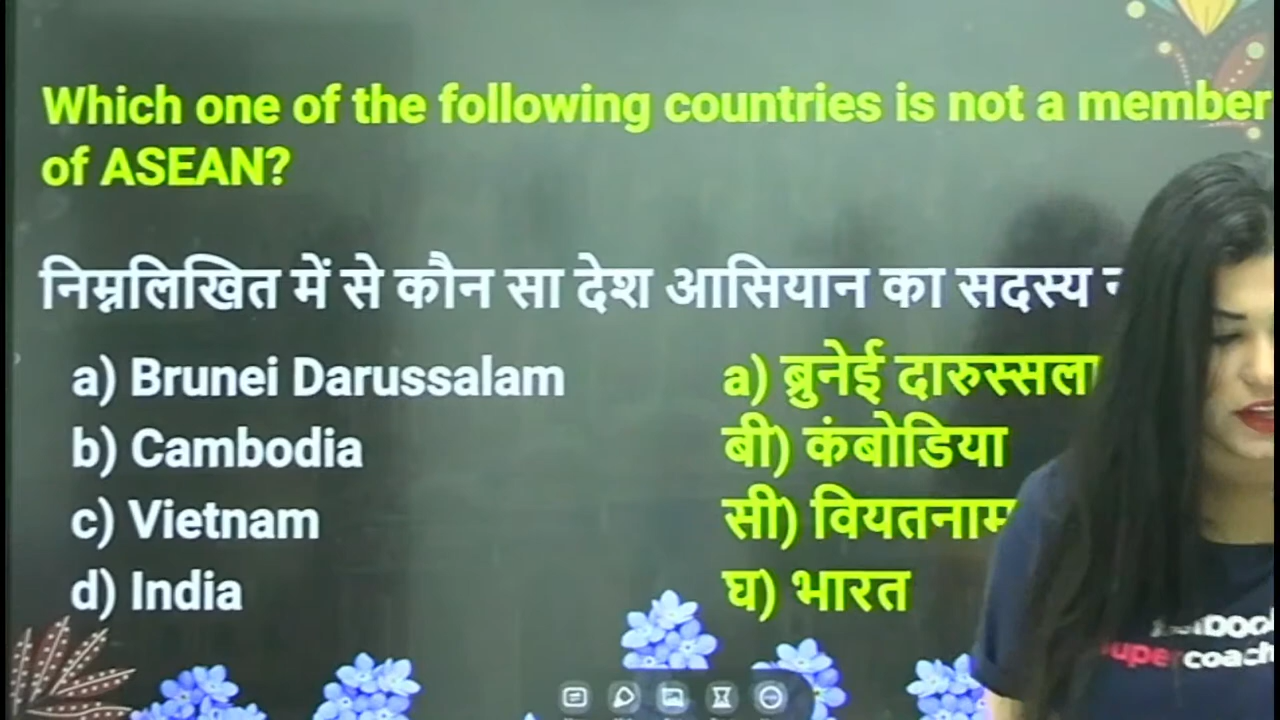 Which one of the following countries is not a member
of ASEAN?
निम्नलिखित में से कौन सा देश आसियान का सदस्य
a) Brunei Darussalam
a) ब्रुनेई
b) Cambodia
बी) कंबोडिया
c) Vietnam
सी) वियतनाम
d) India
घ) भारत
coach